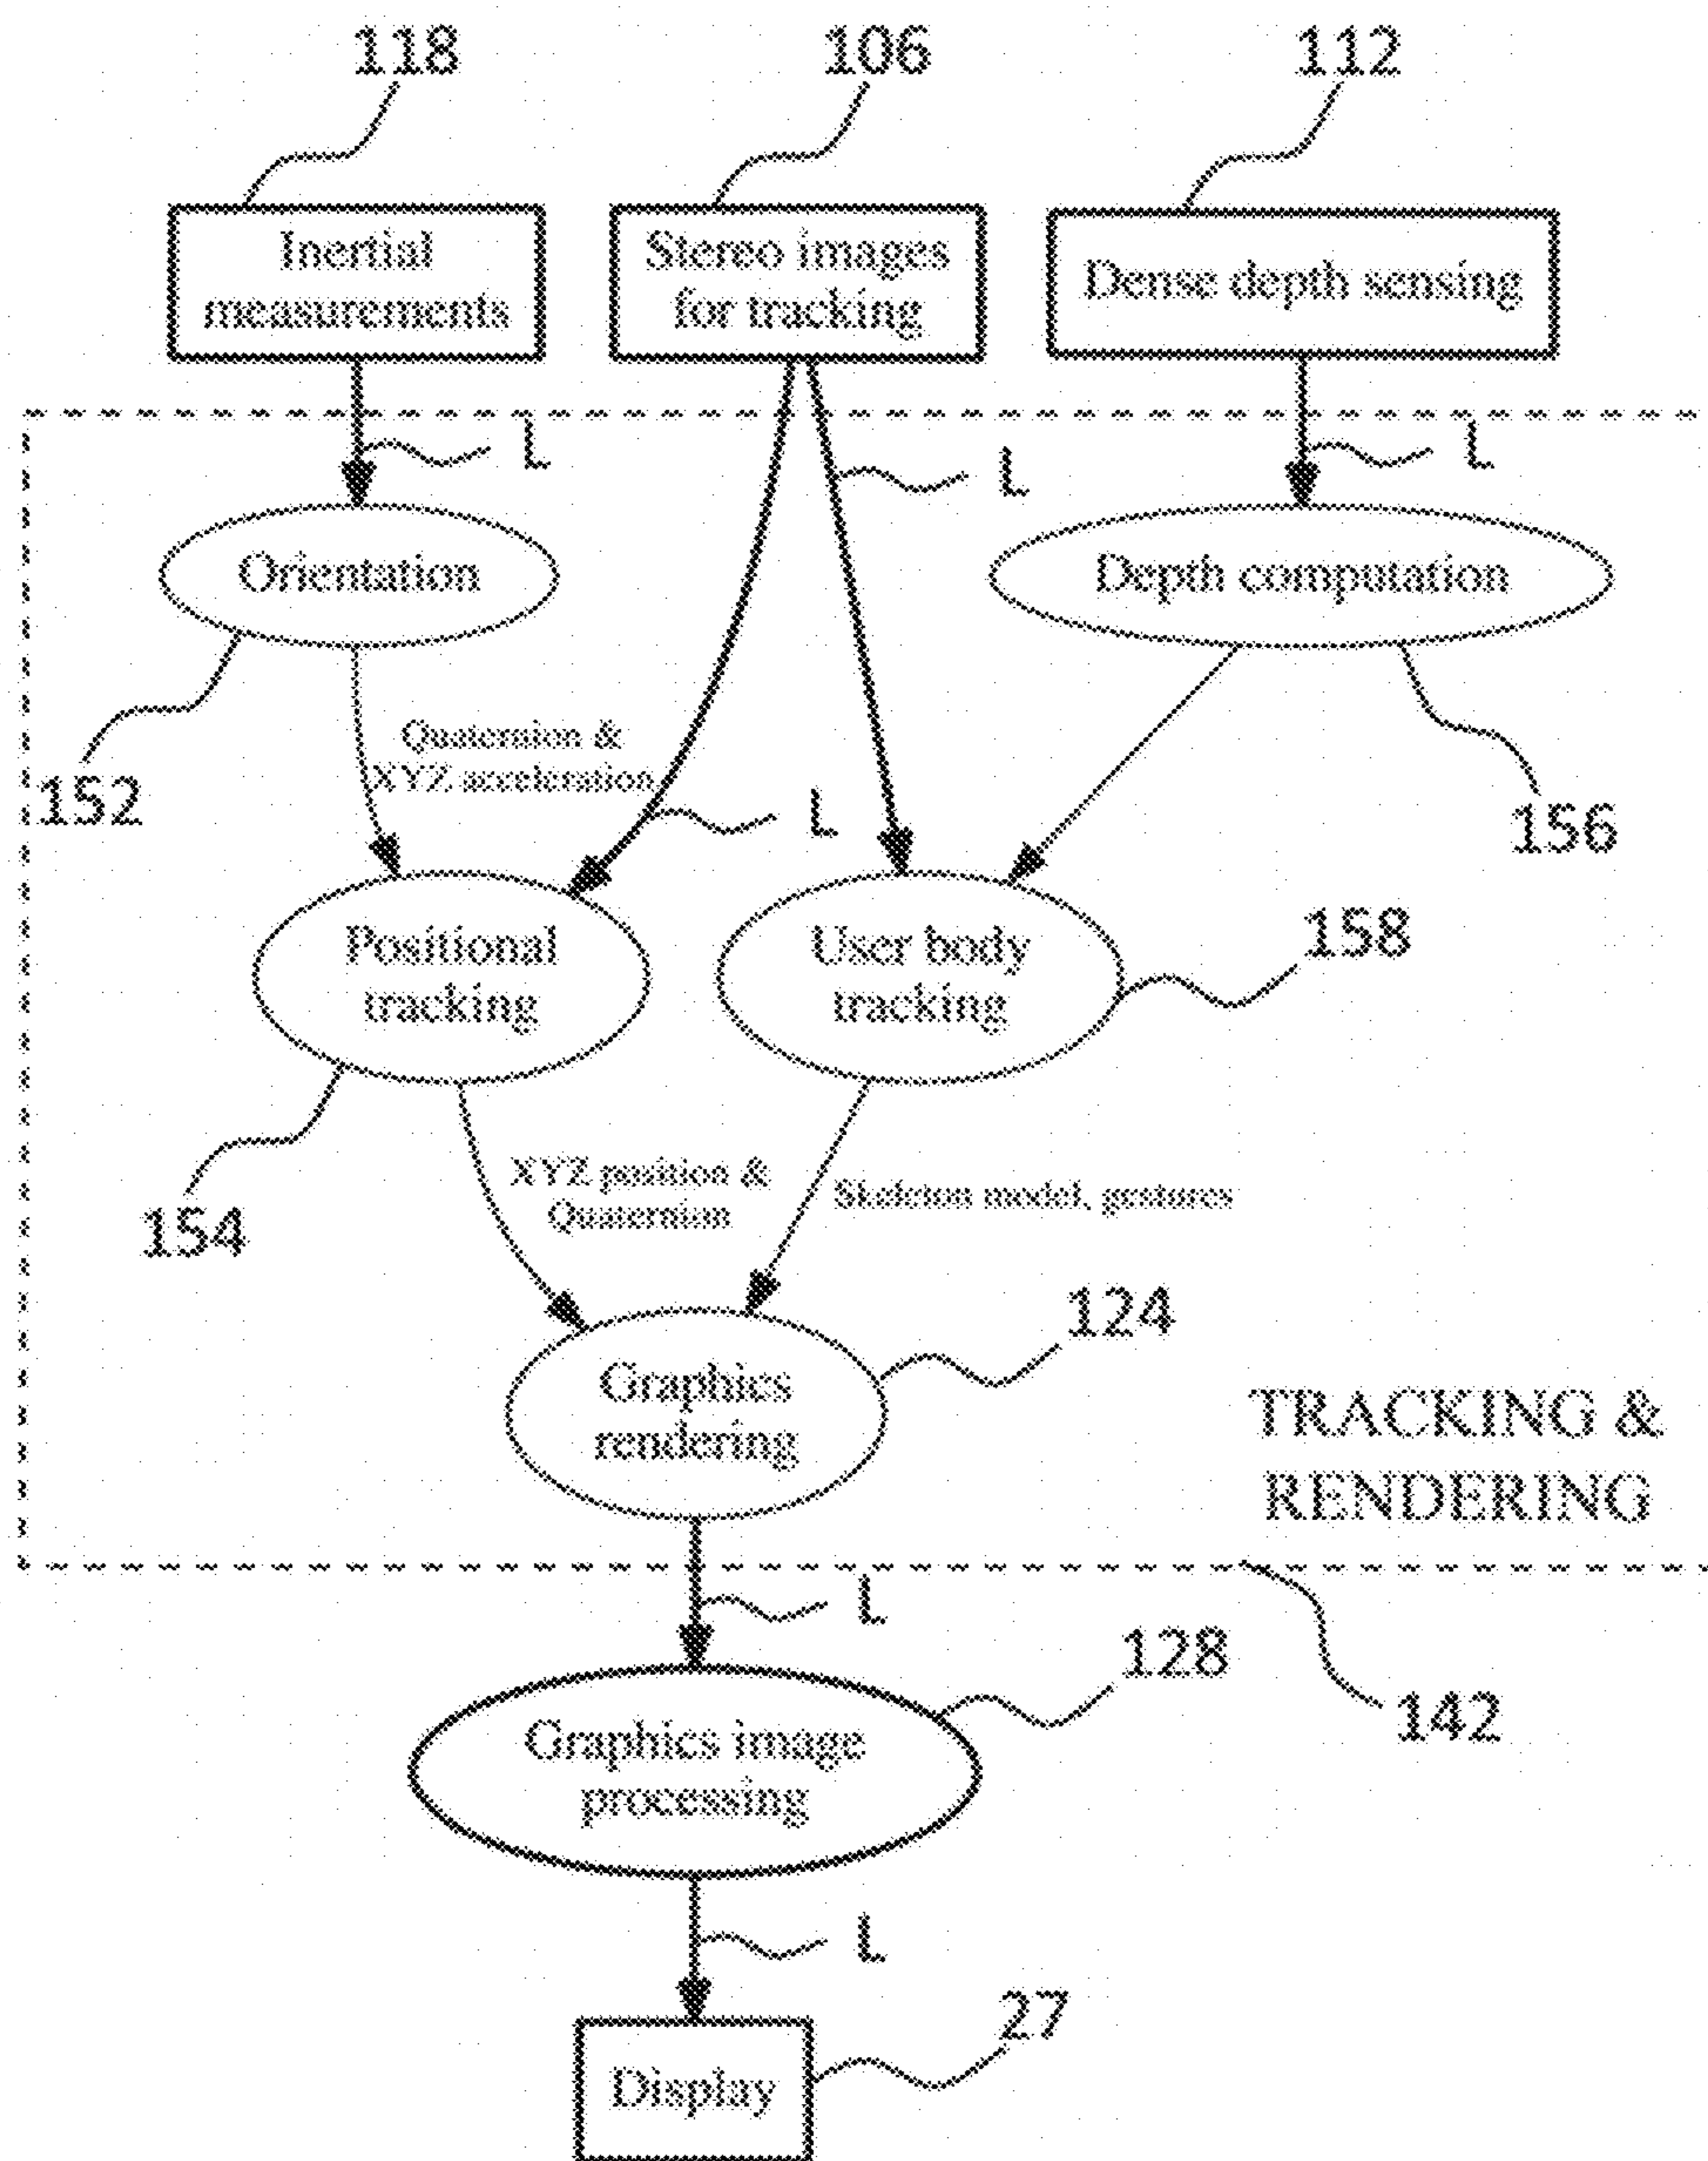 118
106
112
Inertial
measurements
Stereo images
for tracking
Dense depth sensing
L
L
L
Orientation
Depth computation
Quaternion &
XYZ acceleration
152
L
156
Positional
tracking
User body
tracking
158
XYZ position &
Quaternian
Skeleton model, gestures
154
124
Graphics
rendering
TRACKING &
RENDERING
L
128
142
Graphics image
processing
L
27
Display